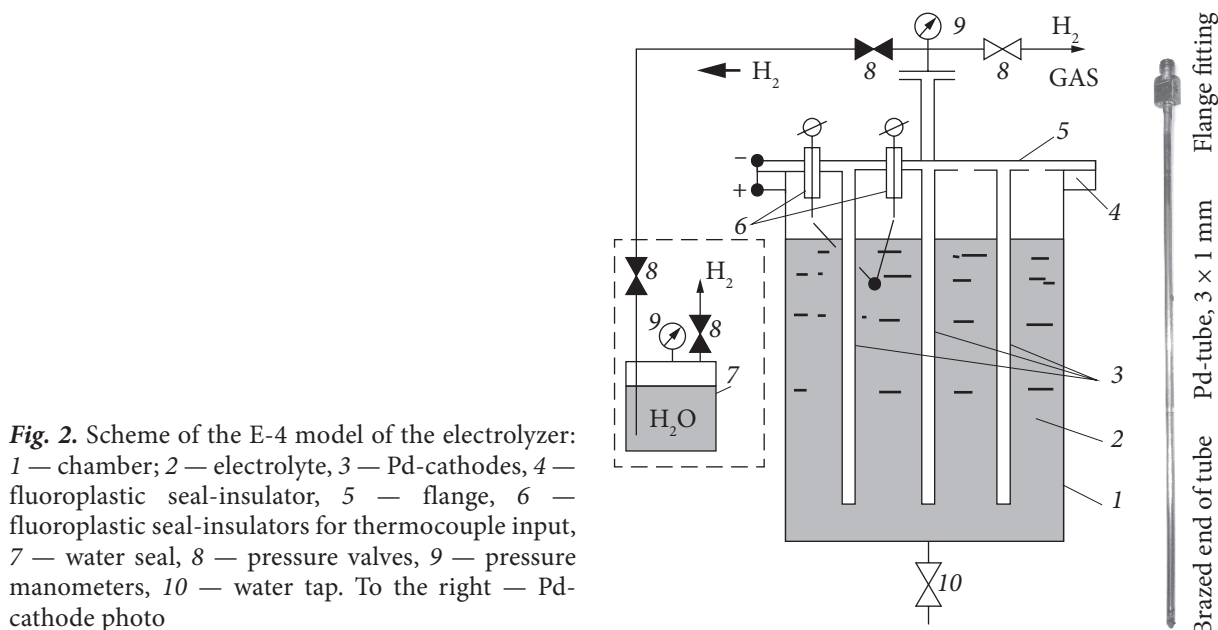 9
H₂
8
8
GAS
H₂
5
−
+
4
6
8
H₂
9
8
7
H₂O
3
2
1
10
Flange fitting
Pd-tube, 3 × 1 mm
Brazed end of tube
Fig. 2. Scheme of the E-4 model of the electrolyzer:
1 — chamber; 2 — electrolyte, 3 — Pd-cathodes, 4 —
fluoroplastic seal-insulator, 5 — flange, 6 —
fluoroplastic seal-insulators for thermocouple input,
7 — water seal, 8 — pressure valves, 9 — pressure
manometers, 10 — water tap. To the right — Pd-
cathode photo